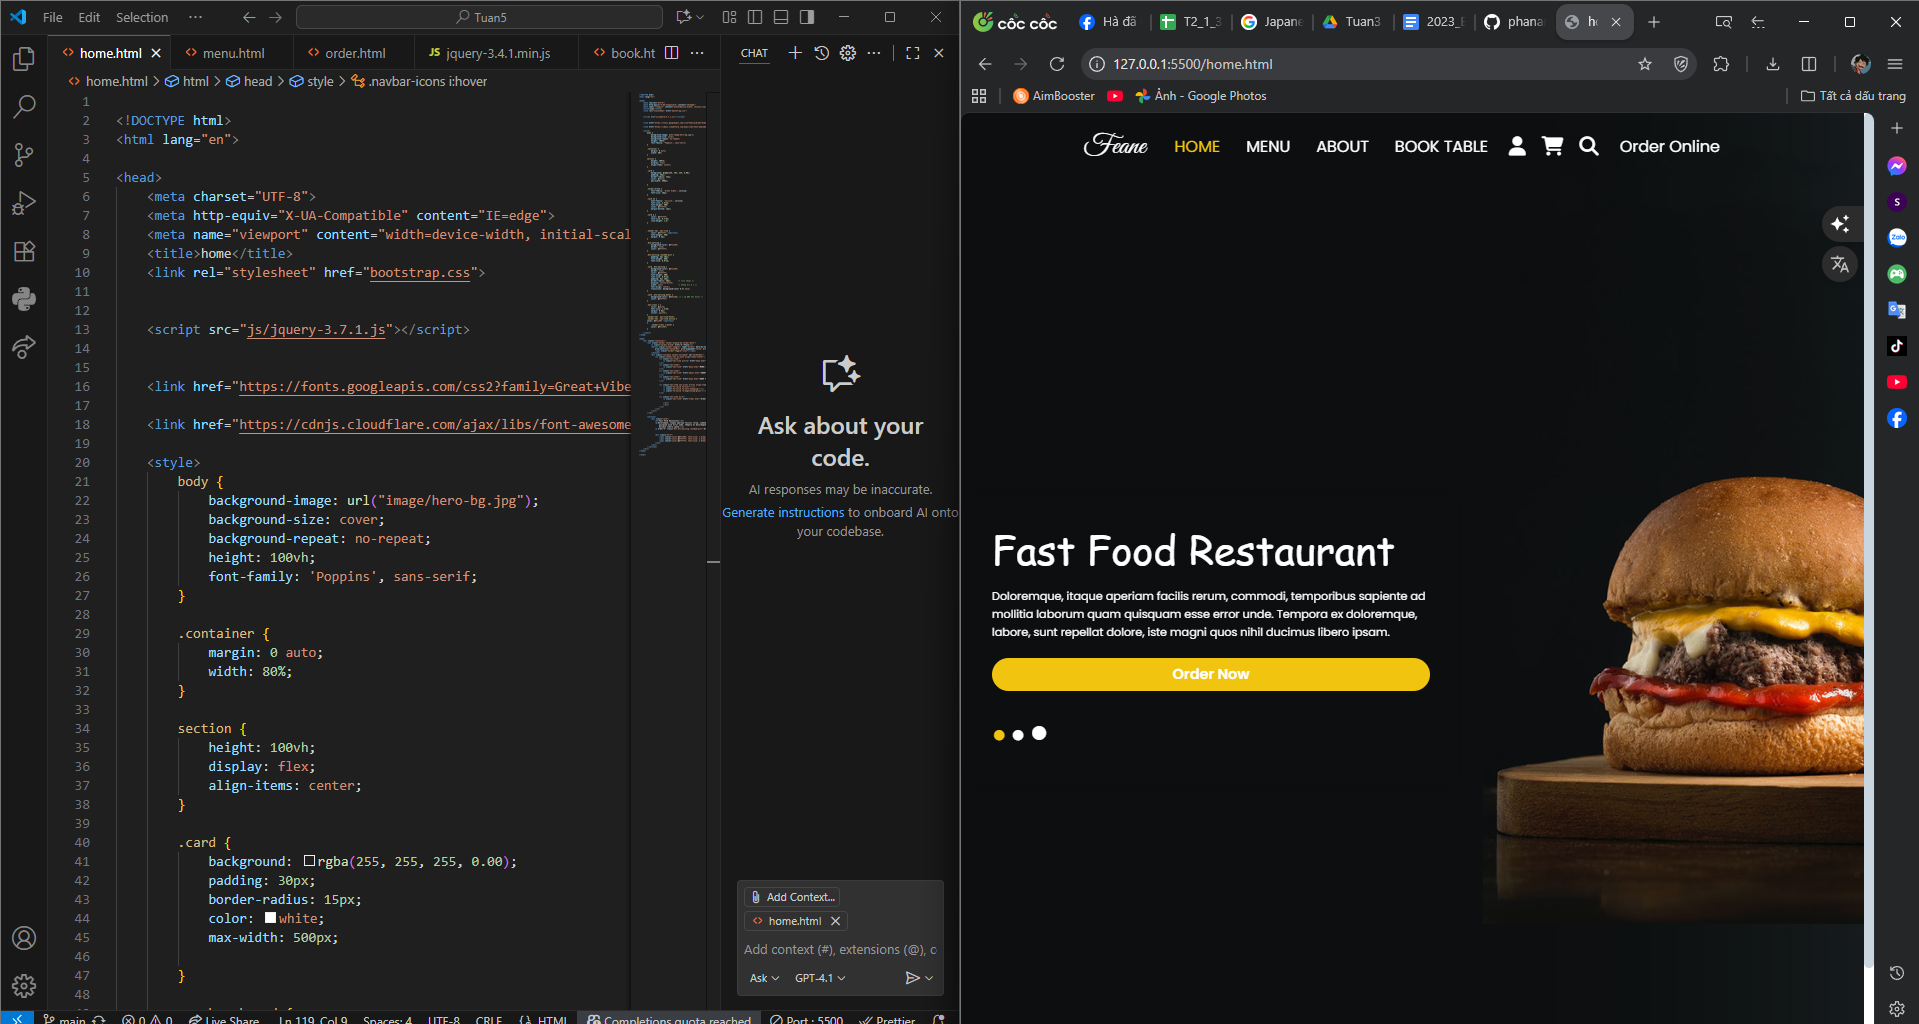 File Edit Selection ··· Tuan5
home.html menu.html order.html JS jquery-3.4.1.min.js book.ht
home.html > html > head > style > .navbar-icons i:hover
1
2 <!DOCTYPE html>
3 <html lang="en">
4
5 <head>
6 <meta charset="UTF-8">
7 <meta http-equiv="X-UA-Compatible" content="IE=edge">
8 <meta name="viewport" content="width=device-width, initial-scal
9 <title>home</title>
10 <link rel="stylesheet" href="bootstrap.css">
11
12
13 <script src="js/jquery-3.7.1.js"></script>
14
15
16 <link href="https://fonts.googleapis.com/css2?family=Great+Vibe
17
18 <link href="https://cdnjs.cloudflare.com/ajax/libs/font-awesome
19
20 <style>
21 body {
22 background-image: url("image/hero-bg.jpg");
23 background-size: cover;
24 background-repeat: no-repeat;
25 height: 100vh;
26 font-family: 'Poppins', sans-serif;
27 }
28
29 .container {
30 margin: 0 auto;
31 width: 80%;
32 }
33
34 section {
35 height: 100vh;
36 display: flex;
37 align-items: center;
38 }
39
40 .card {
41 background: rgba(255, 255, 255, 0.00);
42 padding: 30px;
43 border-radius: 15px;
44 color: white;
45 max-width: 500px;
46
47 }
48
main 0 0 Live Share Ln 119, Col 9 Spaces: 4 UTF-8 CRLF {} HTML Completions quota reached Port : 5500 Prettier
CHAT
Ask about your
code.
AI responses may be inaccurate.
Generate instructions to onboard AI onto
your codebase.
Add Context...
home.html
Add context (#), extensions (@), c
Ask GPT-4.1
cốc cốc Hà đã T2_1_3 Japane Tuan3 2023_ phana h
127.0.0.1:5500/home.html
AimBooster Ảnh - Google Photos Tất cả dấu trang
Feane HOME MENU ABOUT BOOK TABLE Order Online
S
Zalo
Fast Food Restaurant
Doloremque, itaque aperiam facilis rerum, commodi, temporibus sapiente ad
mollitia laborum quam quisquam esse error unde. Tempora ex doloremque,
labore, sunt repellat dolore, iste magni quos nihil ducimus libero ipsam.
Order Now